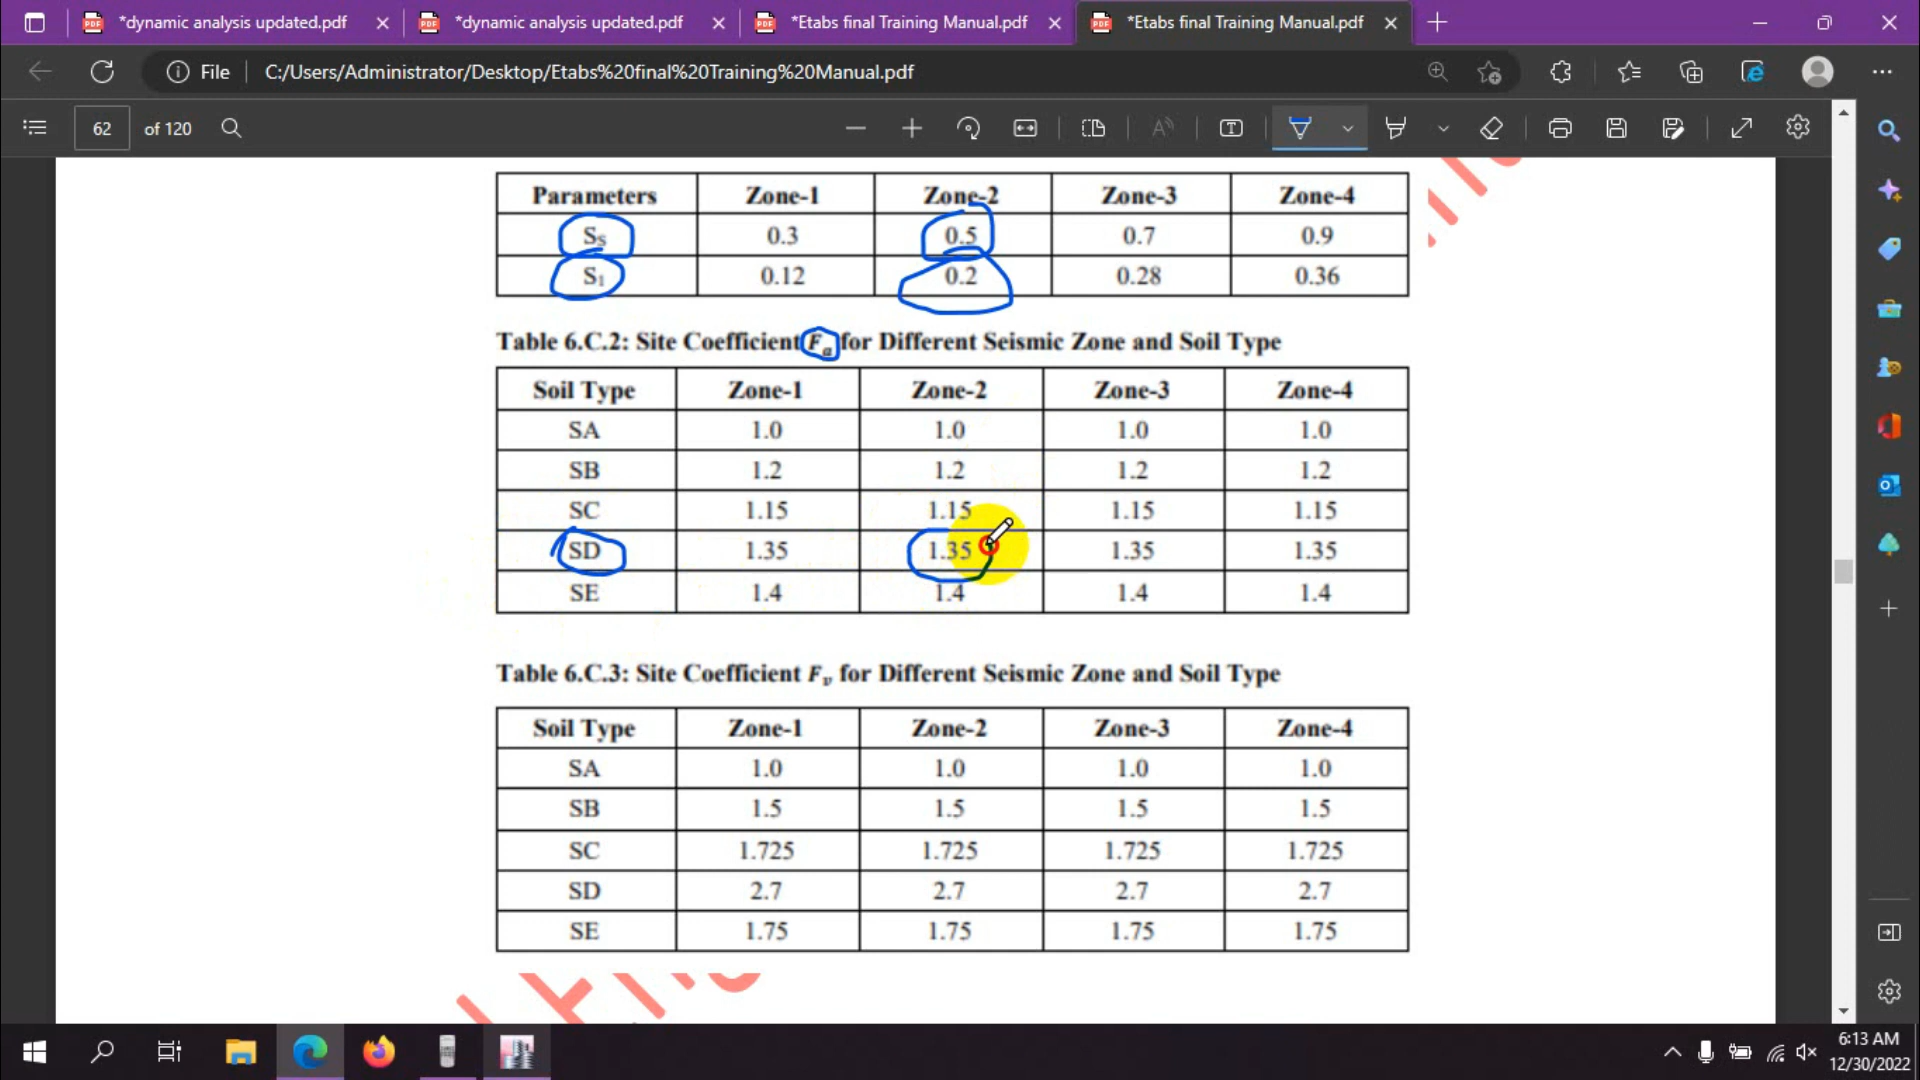 *dynamic analysis updated.pdf
*dynamic analysis updated.pdf
*Etabs final Training Manual.pdf
*Etabs final Training Manual.pdf
File C:/Users/Administrator/Desktop/Etabs%20final%20Training%20Manual.pdf
62 of 120
Parameters Zone-1 Zone-2 Zone-3 Zone-4
Ss 0.3 0.5 0.7 0.9
S1 0.12 0.2 0.28 0.36
Table 6.C.2: Site Coefficient Fa for Different Seismic Zone and Soil Type
Soil Type Zone-1 Zone-2 Zone-3 Zone-4
SA 1.0 1.0 1.0 1.0
SB 1.2 1.2 1.2 1.2
SC 1.15 1.15 1.15 1.15
SD 1.35 1.35 1.35 1.35
SE 1.4 1.4 1.4 1.4
Table 6.C.3: Site Coefficient Fv for Different Seismic Zone and Soil Type
Soil Type Zone-1 Zone-2 Zone-3 Zone-4
SA 1.0 1.0 1.0 1.0
SB 1.5 1.5 1.5 1.5
SC 1.725 1.725 1.725 1.725
SD 2.7 2.7 2.7 2.7
SE 1.75 1.75 1.75 1.75
6:13 AM
12/30/2022